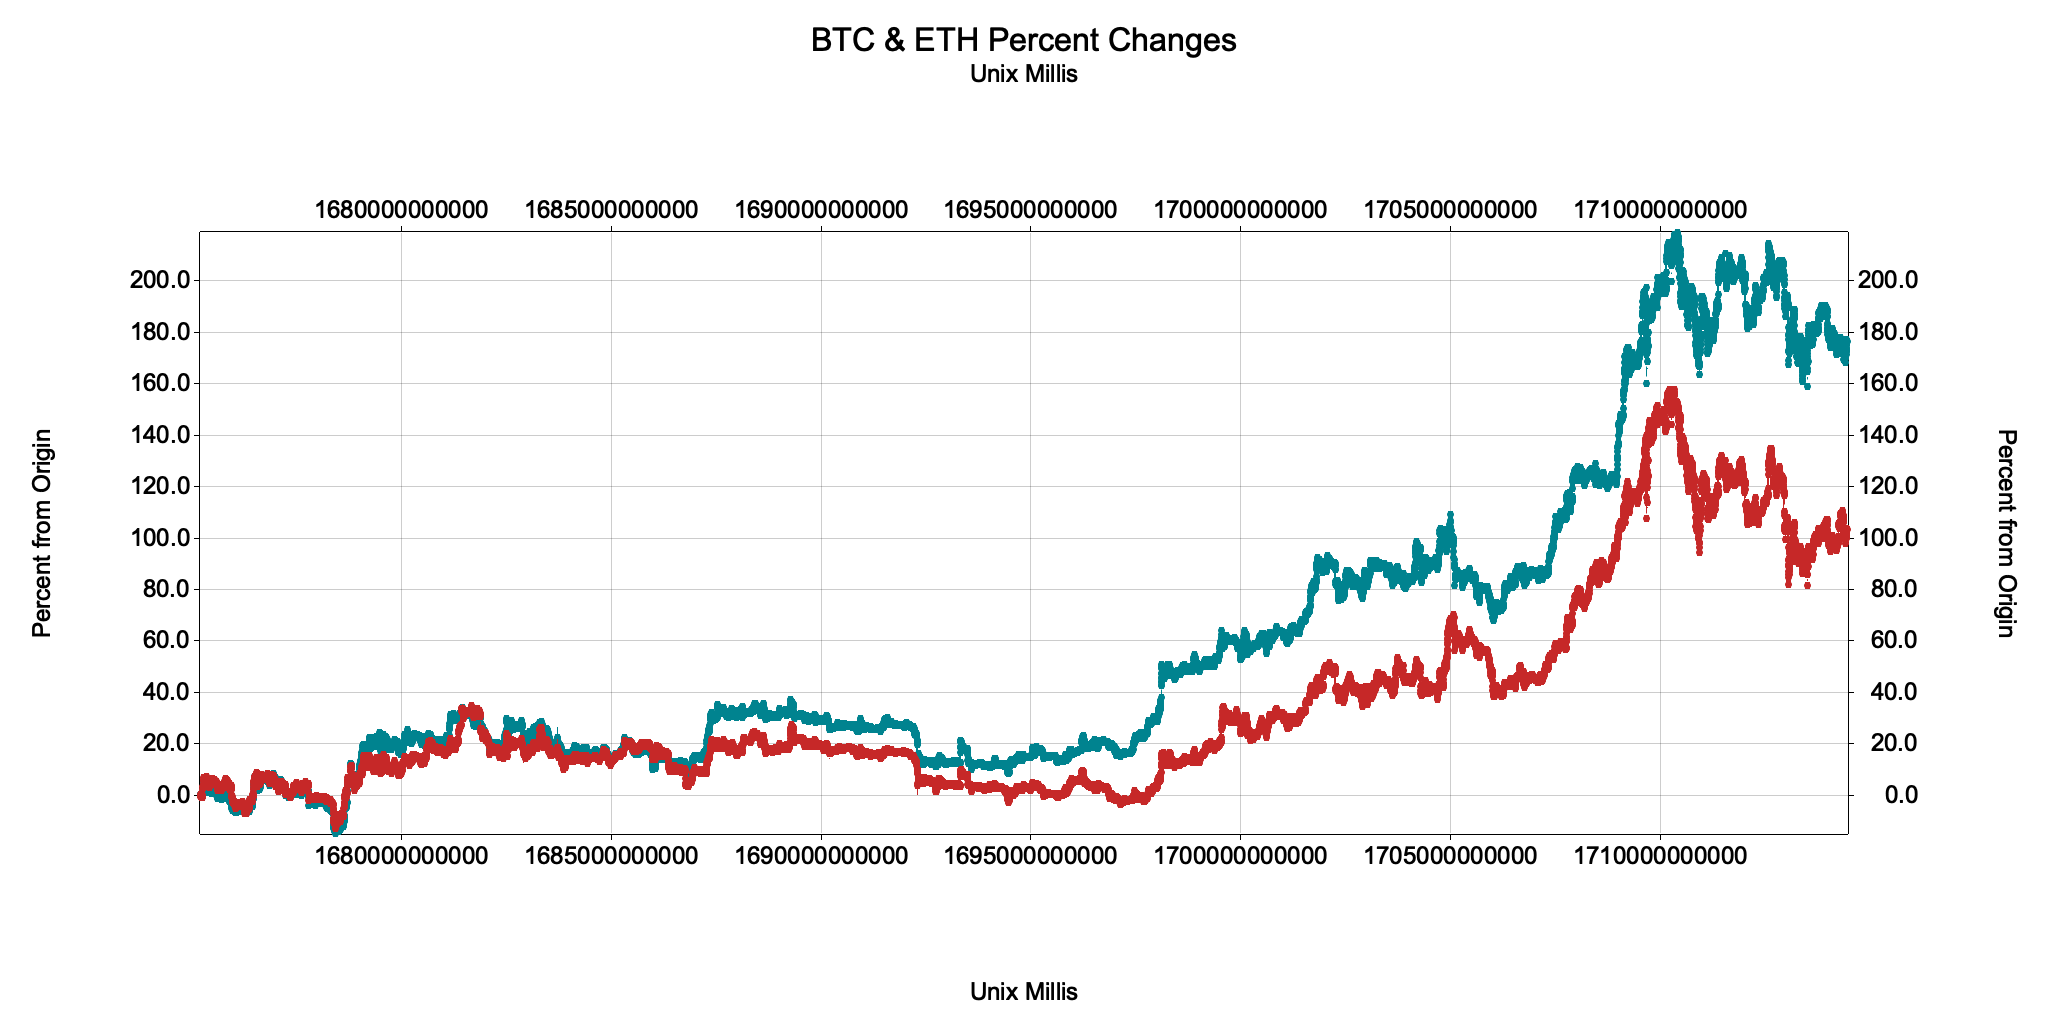 BTC & ETH Percent Changes
Unix Millis
1680000000000 1685000000000 1690000000000 1695000000000 1700000000000 1705000000000 1710000000000
200.0 200.0
180.0 180.0
160.0 160.0
140.0 140.0
120.0 120.0
100.0 100.0
80.0 80.0
60.0 60.0
40.0 40.0
20.0 20.0
0.0 0.0
Percent from Origin
Percent from Origin
1680000000000 1685000000000 1690000000000 1695000000000 1700000000000 1705000000000 1710000000000
Unix Millis